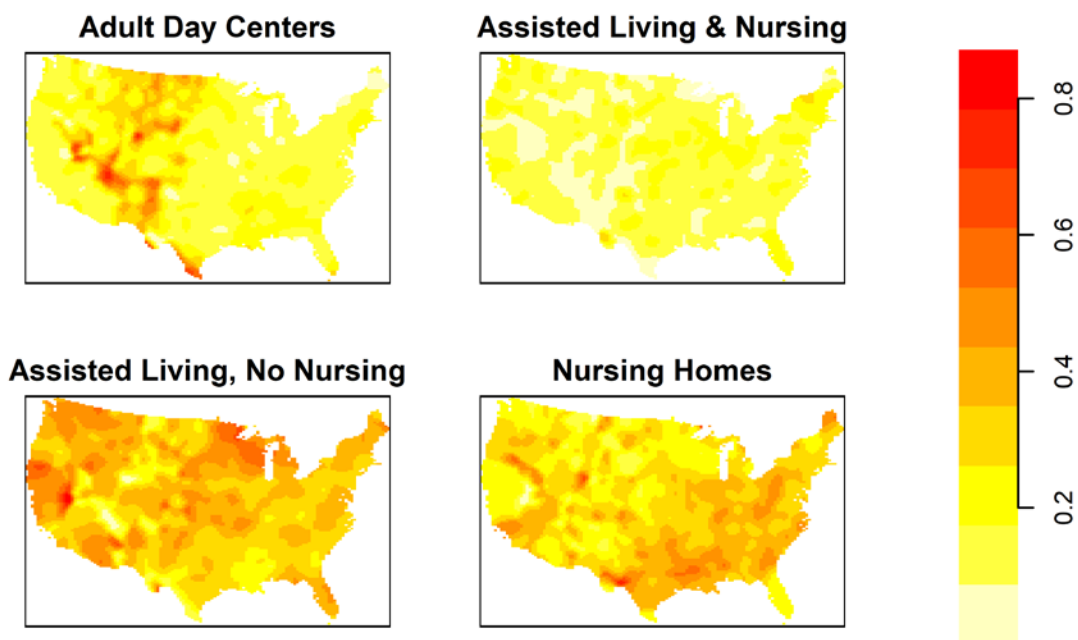 Adult Day Centers
Assisted Living & Nursing
Assisted Living, No Nursing
Nursing Homes
0.8
0.6
0.4
0.2